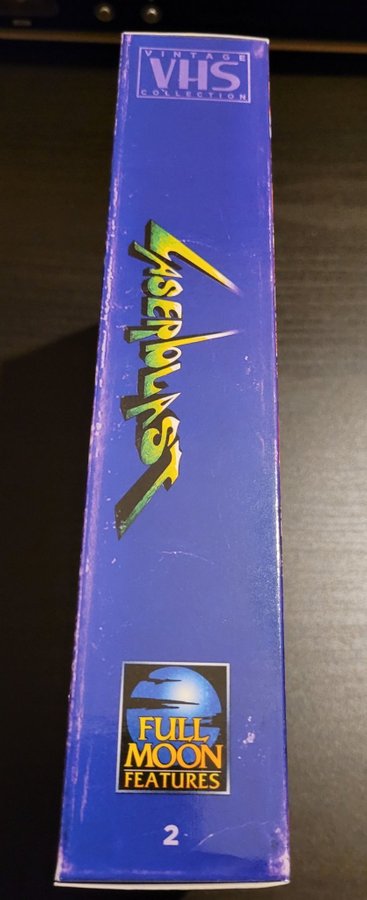 VINTAGE
VHS
COLLECTION
LASERBLAST
FULL
MOON
FEATURES
2